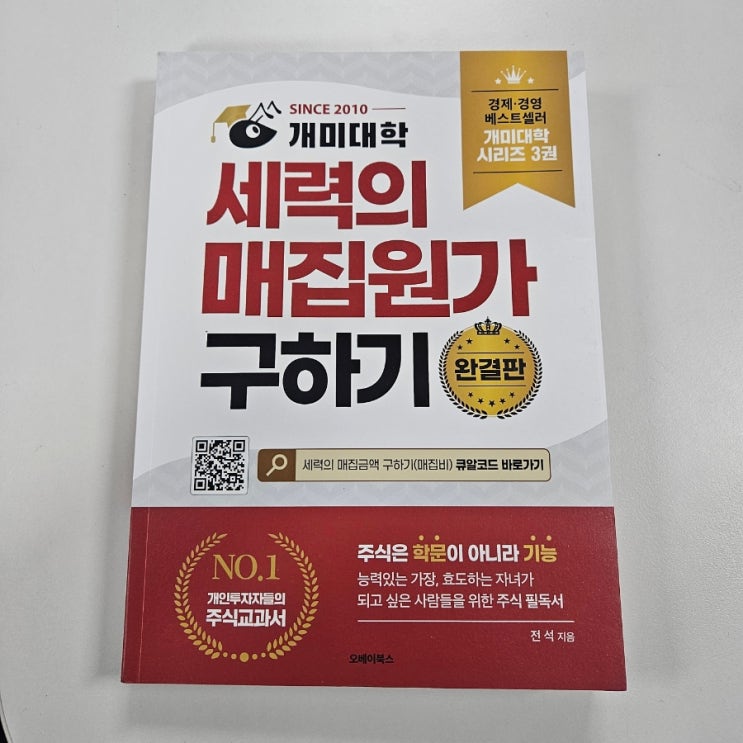 SINCE 2010
개미대학
경제·경영
베스트셀러
개미대학
시리즈 3권
세력의
매집원가
구하기
완결판
세력의 매집금액 구하기(매집비) 큐알코드 바로가기
NO.1
개인투자자들의
주식교과서
주식은 학문이 아니라 기능
능력있는 가장, 효도하는 자녀가
되고 싶은 사람들을 위한 주식 필독서
전 석 지음
오베이북스